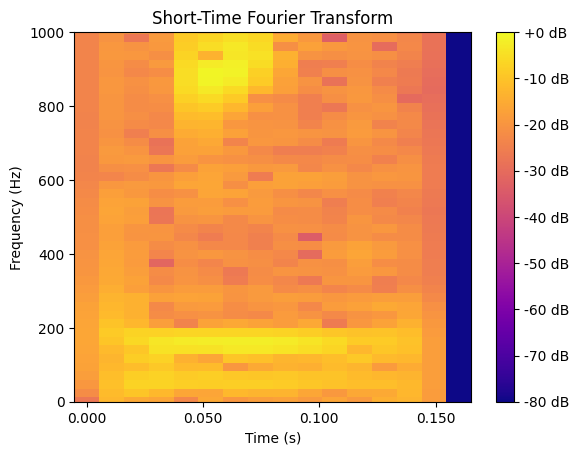 Short-Time Fourier Transform
1000
800
600
400
200
0
Frequency (Hz)
0.000
0.050
0.100
0.150
Time (s)
+0 dB
-10 dB
-20 dB
-30 dB
-40 dB
-50 dB
-60 dB
-70 dB
-80 dB